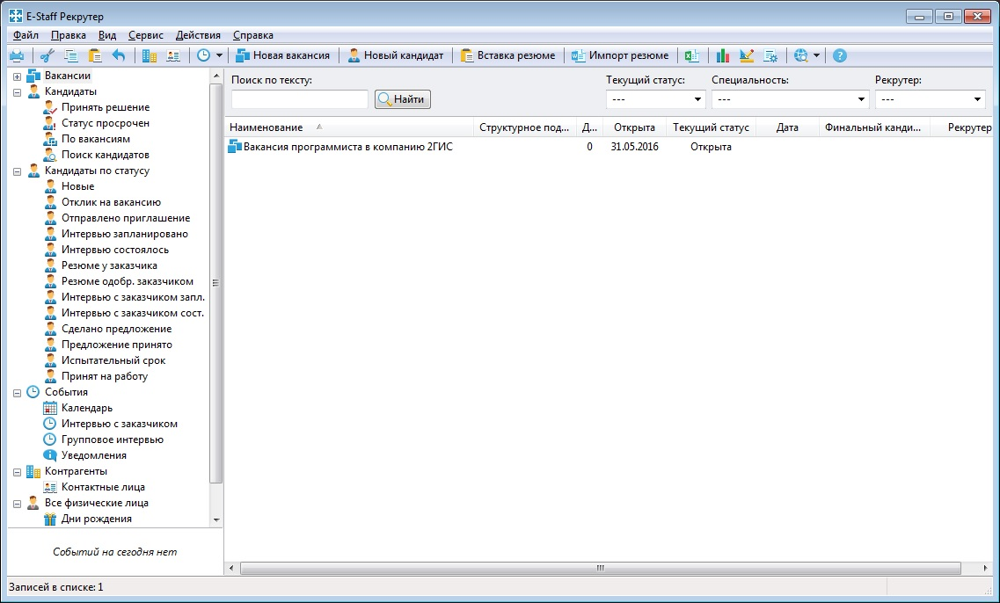 E-Staff Рекрутер
Файл Правка Вид Сервис Действия Справка
Новая вакансия Новый кандидат Вставка резюме Импорт резюме
Вакансии
Кандидаты
Принять решение
Статус просрочен
По вакансиям
Поиск кандидатов
Кандидаты по статусу
Новые
Отклик на вакансию
Отправлено приглашение
Интервью запланировано
Интервью состоялось
Резюме у заказчика
Резюме одобр. заказчиком
Интервью с заказчиком запл.
Интервью с заказчиком сост.
Сделано предложение
Предложение принято
Испытательный срок
Принят на работу
События
Календарь
Интервью с заказчиком
Групповое интервью
Уведомления
Контрагенты
Контактные лица
Все физические лица
Дни рождения
Событий на сегодня нет
Поиск по тексту: Текущий статус: Специальность: Рекрутер:
Найти --- --- ---
Наименование Структурное под... Д... Открыта Текущий статус Дата Финальный канди... Рекрутер
Вакансия программиста в компанию 2ГИС 0 31.05.2016 Открыта
Записей в списке: 1